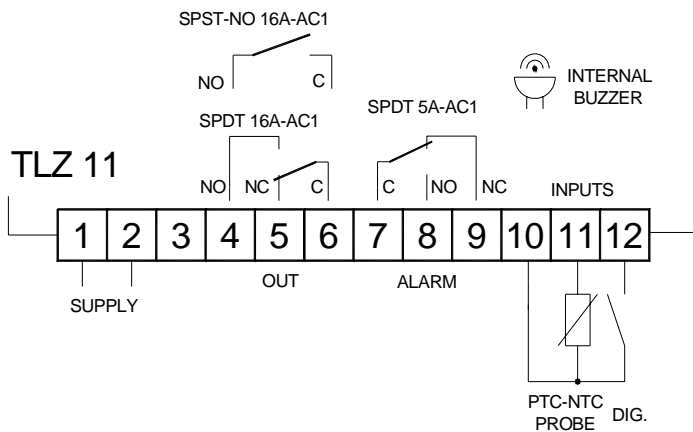 SPST-NO 16A-AC1
NO C
INTERNAL
BUZZER
SPDT 16A-AC1
SPDT 5A-AC1
TLZ 11
NO NC C
C NO NC
INPUTS
1 2 3 4 5 6 7 8 9 10 11 12
SUPPLY
OUT
ALARM
PTC-NTC
PROBE
DIG.